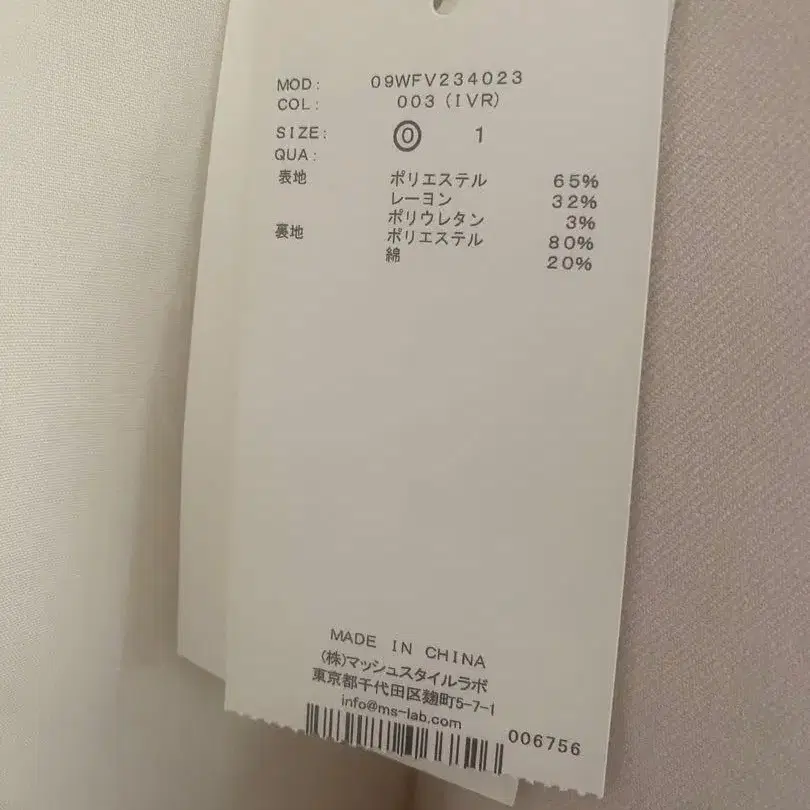 MOD: 09WFV234023
COL: 003(IVR)
SIZE: 0 1
QUA:
表地 ポリエステル 65%
レーヨン 32%
ポリウレタン 3%
裏地 ポリエステル 80%
綿 20%
MADE IN CHINA
(株)マッシュスタイルラボ
東京都千代田区麹町5-7-1
info@ms-lab.com
006756